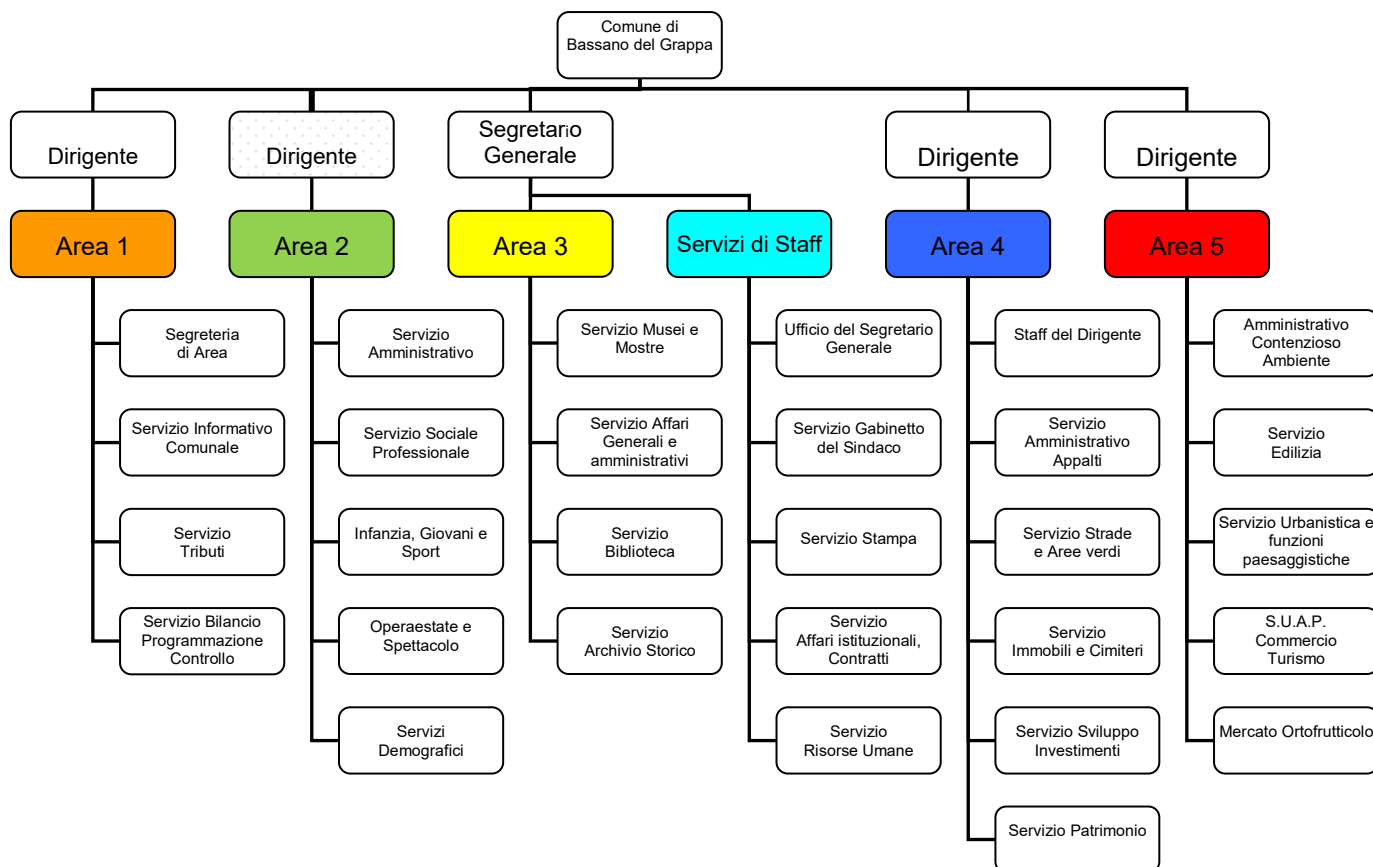 Comune di
Bassano del Grappa
Dirigente
Dirigente
Segretario
Generale
Dirigente
Dirigente
Area 1
Area 2
Area 3
Servizi di Staff
Area 4
Area 5
Segreteria
di Area
Servizio Informativo
Comunale
Servizio
Tributi
Servizio Bilancio
Programmazione
Controllo
Servizio
Amministrativo
Servizio Sociale
Professionale
Infanzia, Giovani e
Sport
Operaestate e
Spettacolo
Servizi
Demografici
Servizio Musei e
Mostre
Servizio Affari
Generali e
amministrativi
Servizio
Biblioteca
Servizio
Archivio Storico
Ufficio del Segretario
Generale
Servizio Gabinetto
del Sindaco
Servizio Stampa
Servizio
Affari istituzionali,
Contratti
Servizio
Risorse Umane
Staff del Dirigente
Servizio
Amministrativo
Appalti
Servizio Strade
e Aree verdi
Servizio
Immobili e Cimiteri
Servizio Sviluppo
Investimenti
Servizio Patrimonio
Amministrativo
Contenzioso
Ambiente
Servizio
Edilizia
Servizio Urbanistica e
funzioni
paesaggistiche
S.U.A.P.
Commercio
Turismo
Mercato Ortofrutticolo